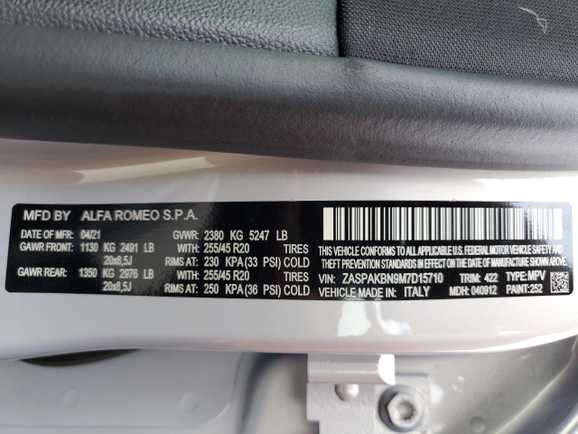 MFD BY ALFA ROMEO S.P.A.
DATE OF MFR: 04/21 GVWR: 2380 KG 5247 LB
GAWR FRONT: 1130 KG 2491 LB WITH 255/45 R20 TIRES
20x8,5J RIMS AT: 230 KPA (33 PSI) COLD
GAWR REAR: 1350 KG 2976 LB WITH 255/45 R20 TIRES
20x8,5J RIMS AT: 250 KPA (36 PSI) COLD
THIS VEHICLE CONFORMS TO ALL APPLICABLE U.S.A. FEDERAL MOTOR VEHICLE SAFETY
BUMPER AND THEFT PREVENTION STANDARDS IN EFFECT ON THE DATE OF MANUFACTURE SHOWN ABOVE.
VIN: ZASPAKBN9M7D15710 TRIM: 422 TYPE: MPV
VEHICLE MADE IN: ITALY MDH: 040912 PAINT:252